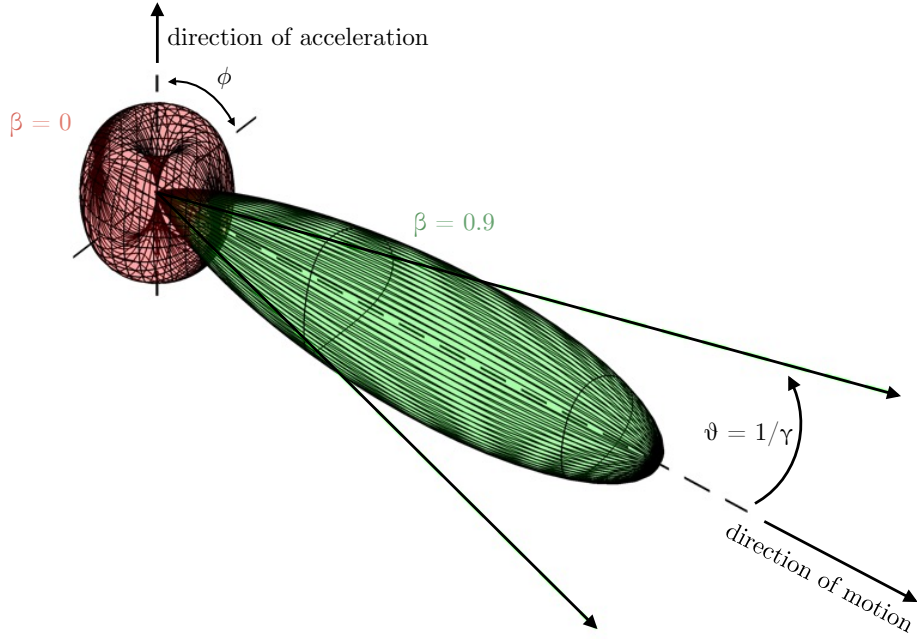 direction of acceleration
ϕ
β = 0
β = 0.9
ϑ = 1/γ
direction of motion